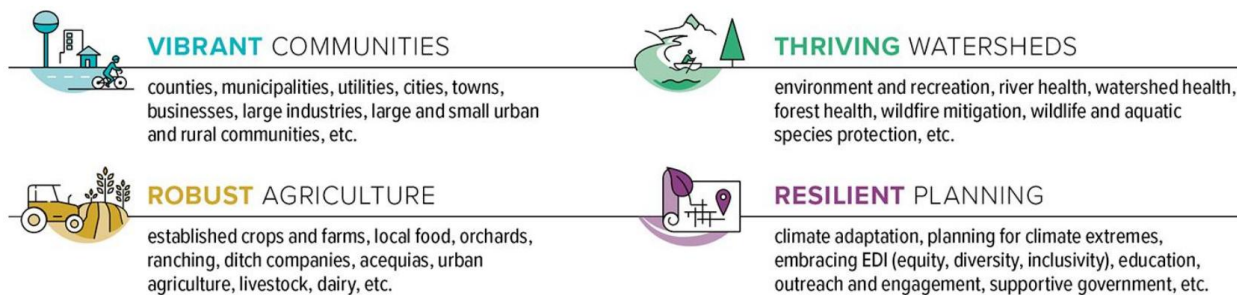 VIBRANT COMMUNITIES
counties, municipalities, utilities, cities, towns,
businesses, large industries, large and small urban
and rural communities, etc.
THRIVING WATERSHEDS
environment and recreation, river health, watershed health,
forest health, wildfire mitigation, wildlife and aquatic
species protection, etc.
ROBUST AGRICULTURE
established crops and farms, local food, orchards,
ranching, ditch companies, acequias, urban
agriculture, livestock, dairy, etc.
RESILIENT PLANNING
climate adaptation, planning for climate extremes,
embracing EDI (equity, diversity, inclusivity), education,
outreach and engagement, supportive government, etc.